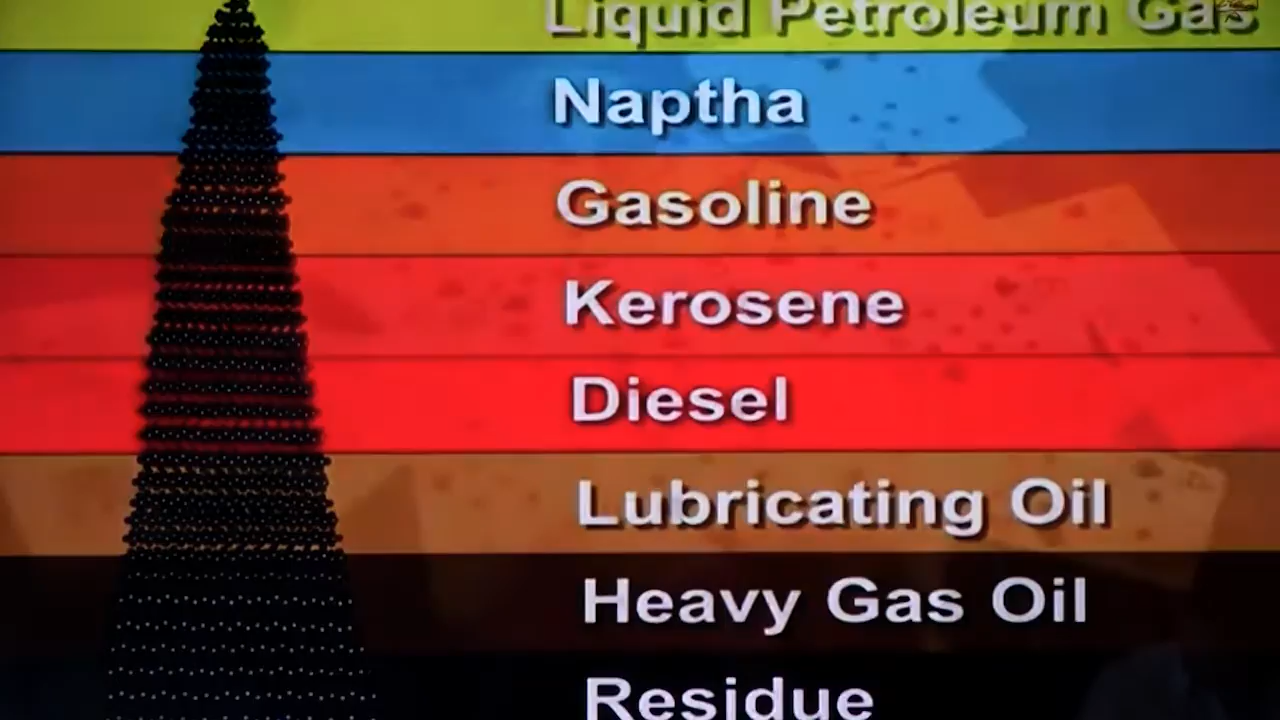 Liquid Petroleum Gas
Naptha
Gasoline
Kerosene
Diesel
Lubricating Oil
Heavy Gas Oil
Residue